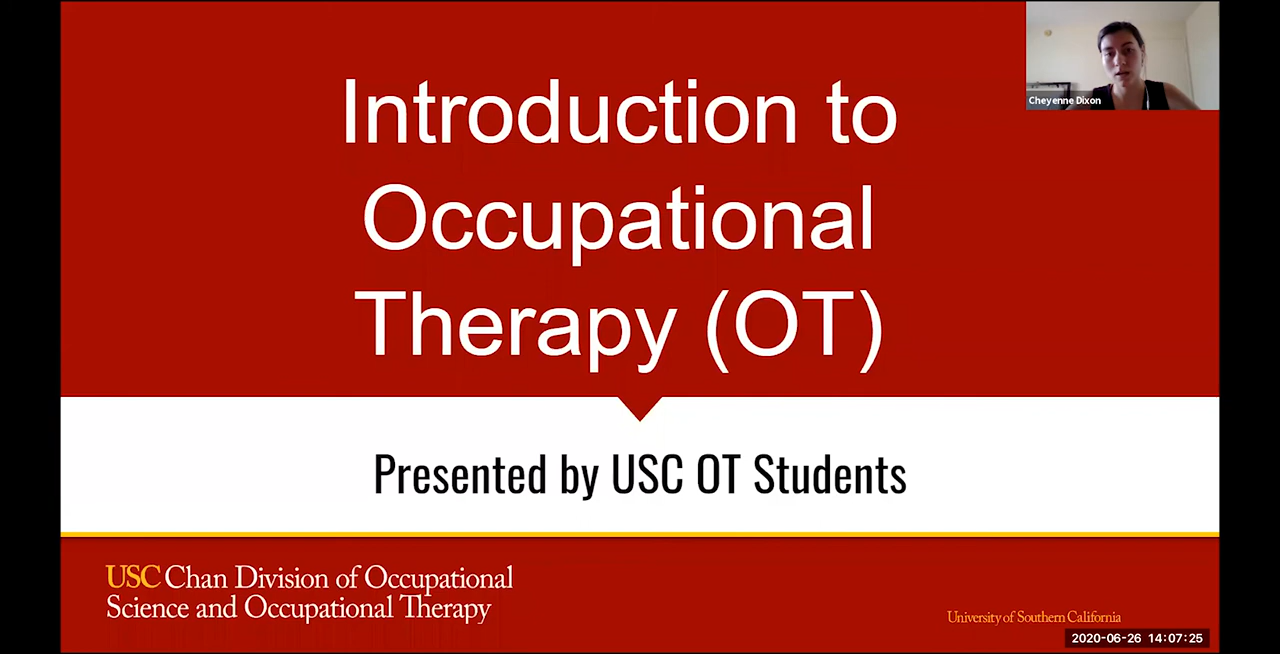 Introduction to
Occupational
Therapy (OT)
Cheyenne Dixon
Presented by USC OT Students
USC Chan Division of Occupational
Science and Occupational Therapy
University of Southern California
2020-06-26 14:07:25